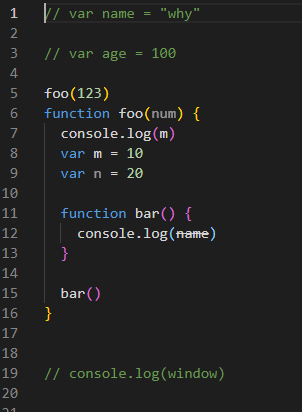 1 // var name = "why"
2
3 // var age = 100
4
5 foo(123)
6 function foo(num) {
7   console.log(m)
8   var m = 10
9   var n = 20
10
11   function bar() {
12     console.log(name)
13   }
14
15   bar()
16 }
17
18
19 // console.log(window)
20